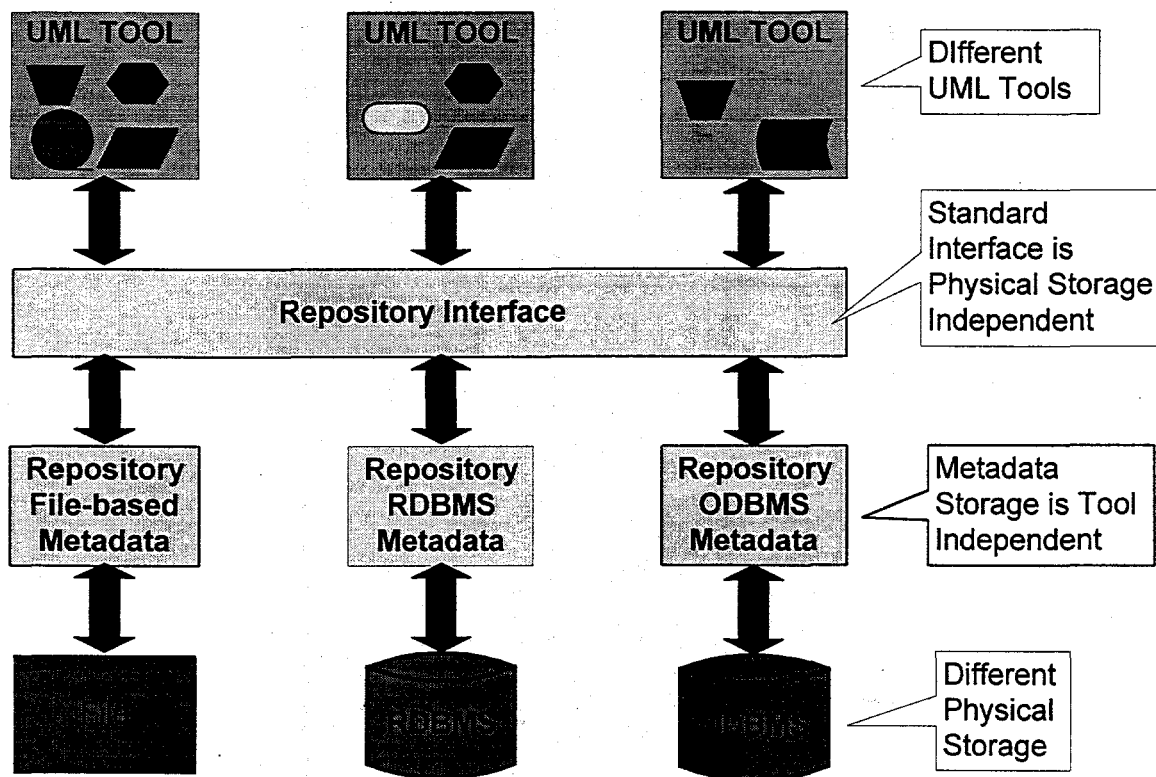 UML TOOL
UML TOOL
UML TOOL
DIfferent
UML Tools
Standard
Interface is
Physical Storage
Independent
Repository Interface
Repository
File-based
Metadata
Repository
RDBMS
Metadata
Repository
ODBMS
Metadata
Metadata
Storage is Tool
Independent
RDBMS
Different
Physical
Storage